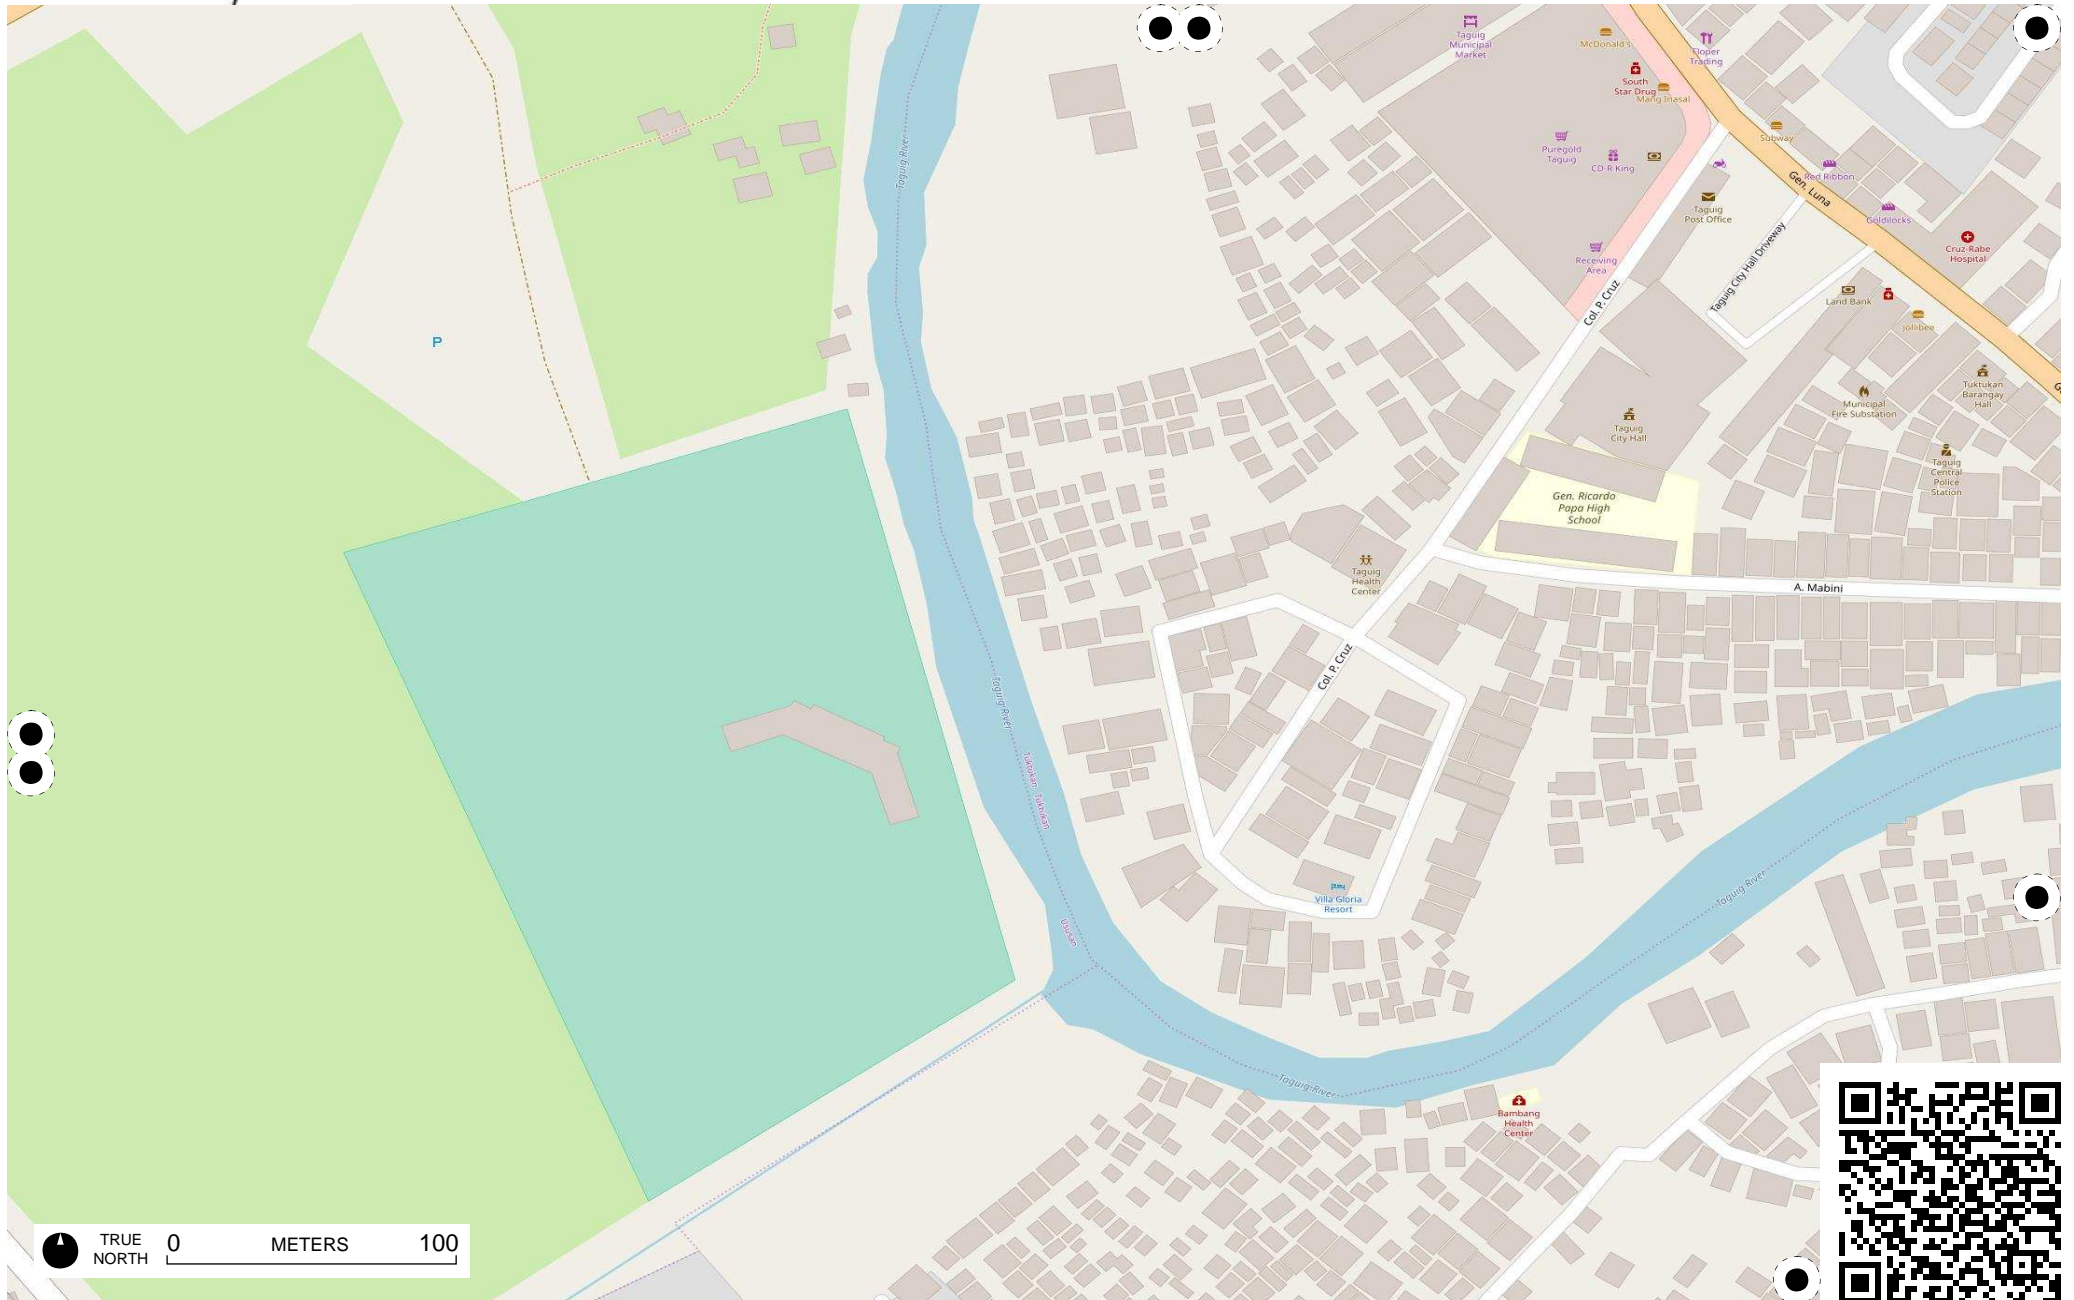 Taguig
Municipal
Market
McDonald's
Floper
Trading
South
Star Drug
Mang Inasal
Subway
Puregold
Taguig
CD-R King
Red Ribbon
Gen. Luna
Taguig
Post Office
Goldilocks
Cruz-Rabe
Hospital
Taguig River
Receiving
Area
Taguig City Hall Driveway
Col. P. Cruz
Land Bank
Jollibee
P
Tuktukan
Barangay
Hall
Municipal
Fire Substation
Taguig
City Hall
Taguig
Central
Police
Station
Gen. Ricardo
Papa High
School
Taguig
Health
Center
A. Mabini
Col. P. Cruz
Taguig River
Tuktukan
Tuktukan
Villa Gloria
Resort
Taguig River
Ususan
Taguig River
Bambang
Health
Center
TRUE
NORTH
0 METERS 100